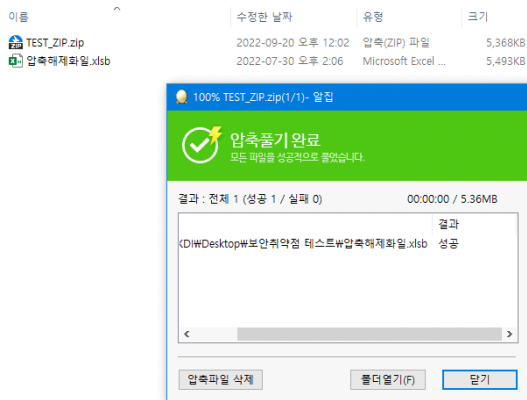 이름 수정한 날짜 유형 크기
TEST_ZIP.zip 2022-09-20 오후 12:02 압축(ZIP) 파일 5,368KB
압축해제화일.xlsb 2022-07-30 오후 2:06 Microsoft Excel ... 5,493KB
100% TEST_ZIP.zip(1/1)- 알집
압축풀기 완료
모든 파일을 성공적으로 풀었습니다.
결과 : 전체 1 (성공 1 / 실패 0) 00:00:00 / 5.36MB
결과
KDI₩Desktop₩보안취약점 테스트₩압축해제화일.xlsb 성공
압축파일 삭제 폴더열기(F) 닫기